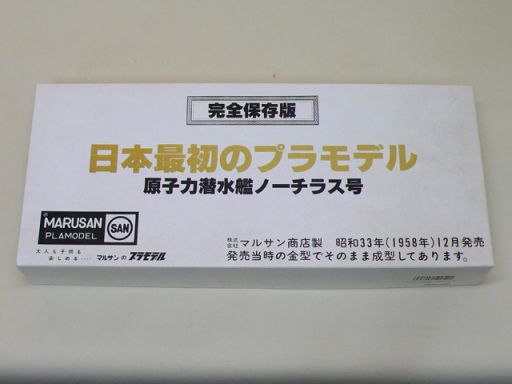 完全保存版
日本最初のプラモデル
原子力潜水艦ノーチラス号
MARUSAN
PLAMODEL
SAN
大人も子供も
楽しめる････
マルサンのプラモデル
株式会社 マルサン商店製 昭和33年(1958年)12月発売
発売当時の金型でそのまま成型してあります。